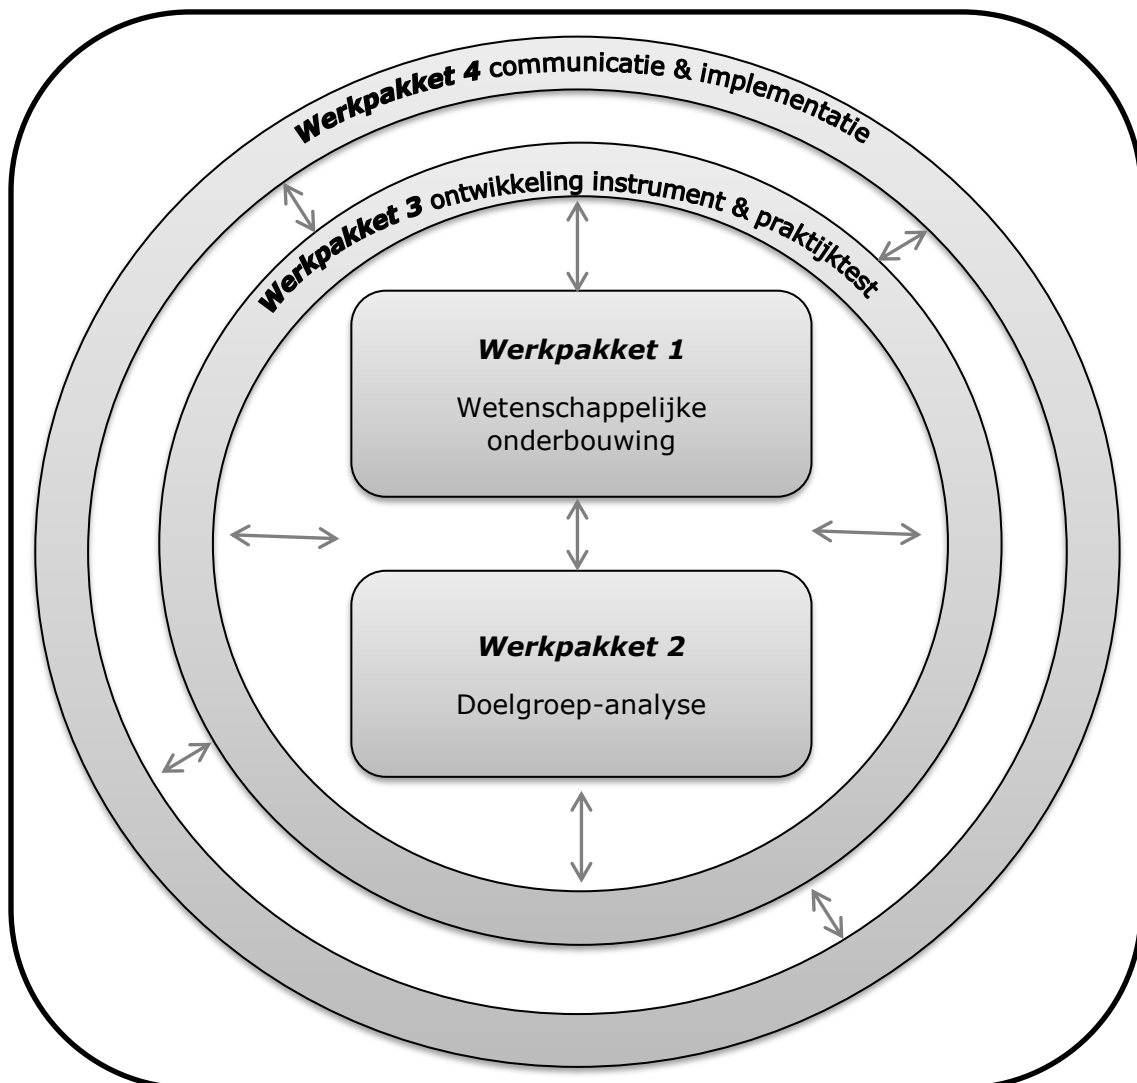 Werkpakket 4 communicatie & implementatie
Werkpakket 3 ontwikkeling instrument & praktijktest
Werkpakket 1
Wetenschappelijke
onderbouwing
Werkpakket 2
Doelgroep-analyse